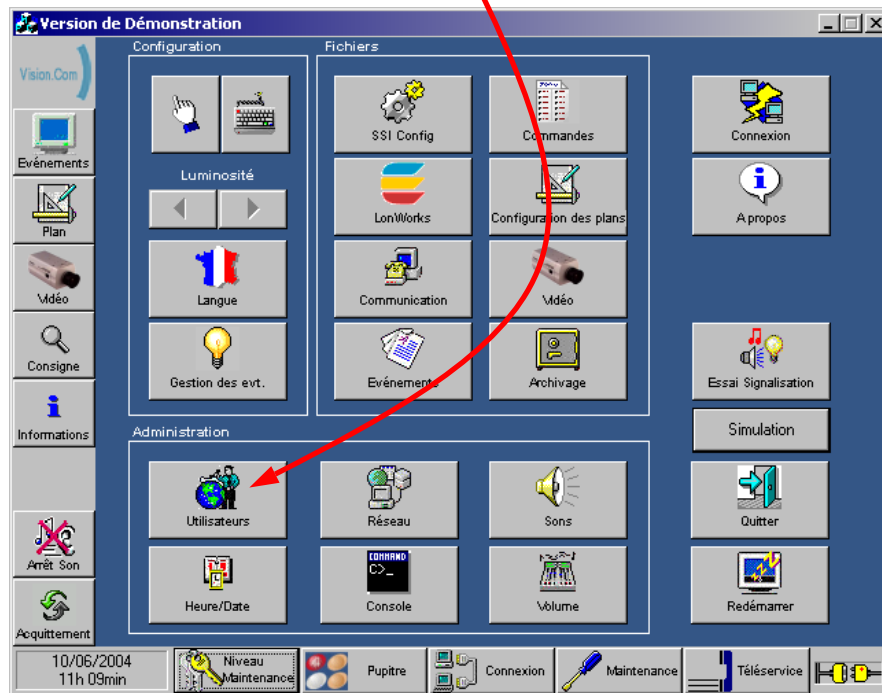 Version de Démonstration
Configuration
Fichiers
Vision.Com
SSI Config
Commandes
Connexion
Evénements
Luminosité
LonWorks
Configuration des plans
A propos
Plan
Langue
Communication
Vidéo
Vidéo
Consigne
Gestion des evt.
Evénements
Archivage
Essai Signalisation
Informations
Administration
Simulation
Utilisateurs
Réseau
Sons
Quitter
Arrêt Son
COMMAND
C>_
Heure/Date
Console
Volume
Redémarrer
Acquittement
10/06/2004
11h 09min
Niveau
Maintenance
Pupitre
Connexion
Maintenance
Téléservice